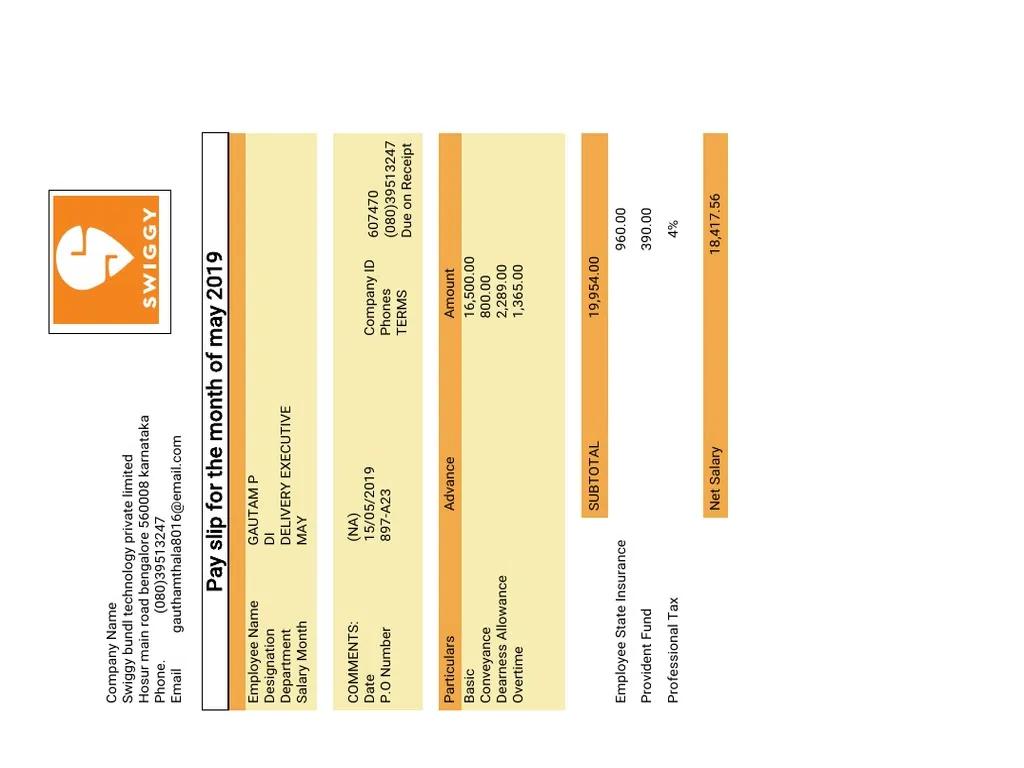 SWIGGY
Company Name
Swiggy bundl technology private limited
Hosur main road bengalore 560008 karnataka
Phone. (080)39513247
Email gauthamthala8016@email.com
Pay slip for the month of may 2019
Employee Name GAUTAM P
Designation DI
Department DELIVERY EXECUTIVE
Salary Month MAY
COMMENTS: (NA)
Date 15/05/2019 Company ID 607470
P.O Number 897-A23 Phones (080)39513247
TERMS Due on Receipt
Particulars Advance Amount
Basic 16,500.00
Conveyance 800.00
Dearness Allowance 2,289.00
Overtime 1,365.00
SUBTOTAL 19,954.00
Employee State Insurance 960.00
Provident Fund 390.00
Professional Tax 4%
Net Salary 18,417.56